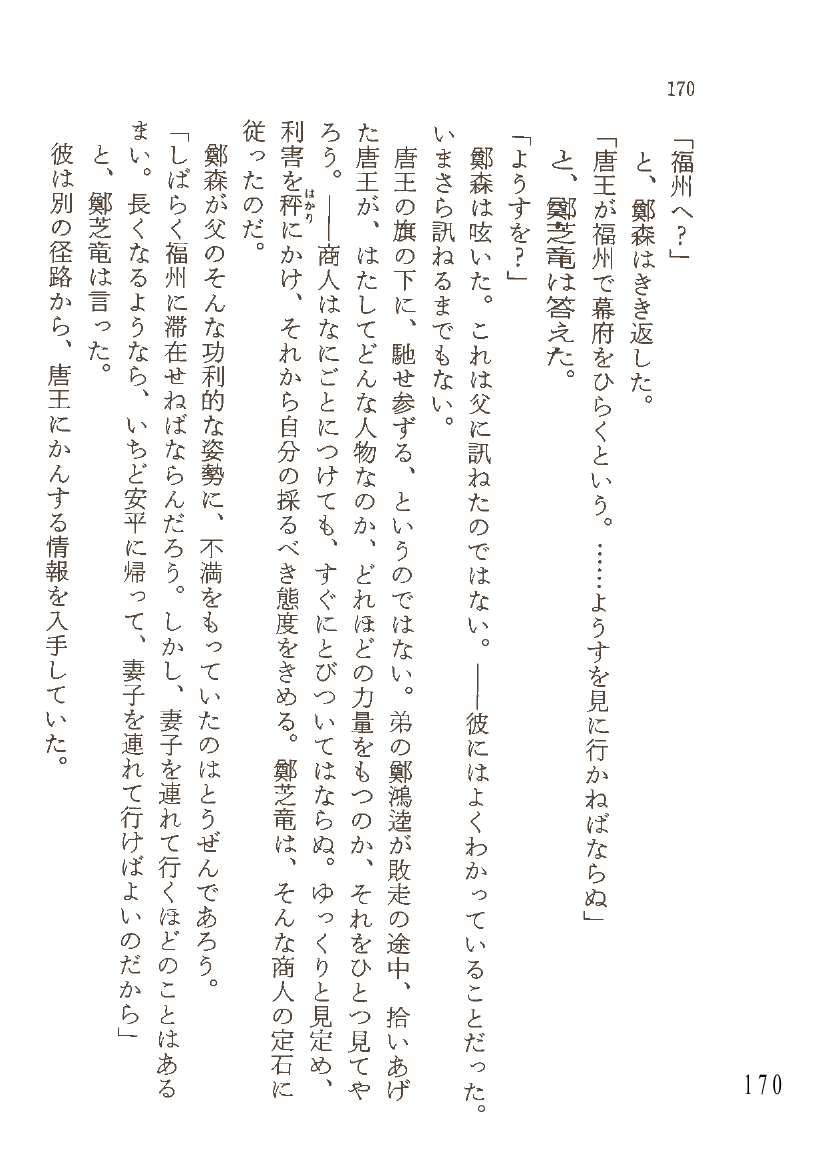 170
「福州へ?」
と、鄭森はきき返した。
「唐王が福州で幕府をひらくという。……ようすを見に行かねばならぬ」
と、鄭芝竜は答えた。
「ようすを?」
鄭森は呟いた。これは父に訊ねたのではない。――彼にはよくわかっていることだった。
いまさら訊ねるまでもない。
唐王の旗の下に、馳せ参ずる、というのではない。弟の鄭鴻逵が敗走の途中、拾いあげ
た唐王が、はたしてどんな人物なのか、どれほどの力量をもつのか、それをひとつ見てや
ろう。――商人はなにごとにつけても、すぐにとびついてはならぬ。ゆっくりと見定め、
利害を秤にかけ、それから自分の採るべき態度をきめる。鄭芝竜は、そんな商人の定石に
はかり
従ったのだ。
鄭森が父のそんな功利的な姿勢に、不満をもっていたのはとうぜんであろう。
「しばらく福州に滞在せねばならんだろう。しかし、妻子を連れて行くほどのことはある
まい。長くなるようなら、いちど安平に帰って、妻子を連れて行けばよいのだから」
と、鄭芝竜は言った。
彼は別の径路から、唐王にかんする情報を入手していた。
170